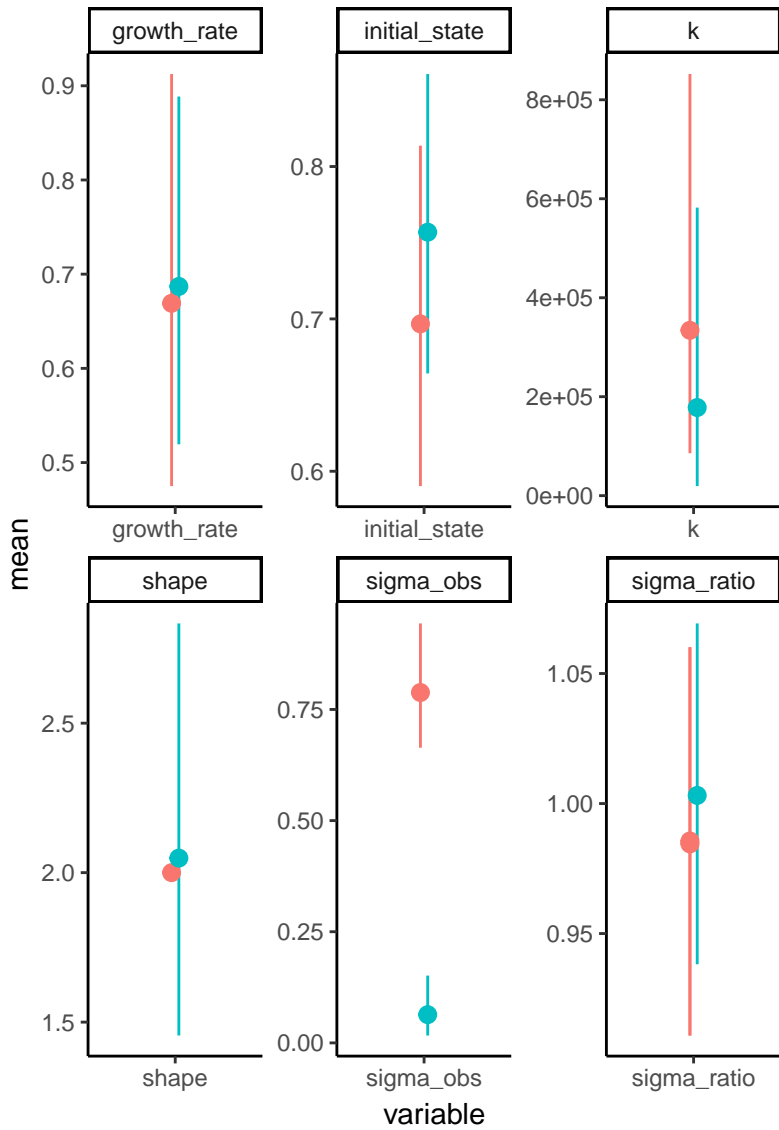 growth_rate
initial_state
k
0.9
0.8
0.7
0.6
0.5
0.8
0.7
0.6
8e+05
6e+05
4e+05
2e+05
0e+00
growth_rate
initial_state
k
mean
shape
sigma_obs
sigma_ratio
2.5
2.0
1.5
0.75
0.50
0.25
0.00
1.05
1.00
0.95
shape
sigma_obs
sigma_ratio
variable